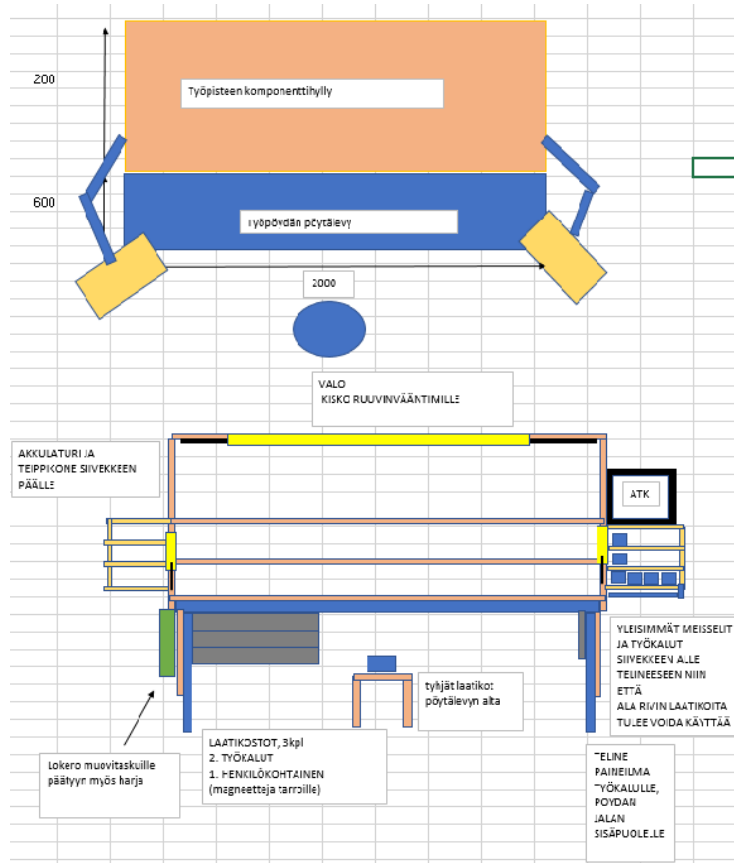 200
Työpisteen komponenttihylly
600
Työpöydän pöytälevy
2000
VALO
KISKO RUUVINVÄÄNTIMILLE
AKKULATURI JA
TEIPPIKONE SIIVEKKEEN
PÄÄLLE
ATK
YLEISIMMÄT MEISSELIT
JA TYÖKALUT
SIIVEKKEEN ALLE
TELINEESEEN NIIN
ETTÄ
ALA RIVIN LAATIKOITA
TULEE VOIDA KÄYTTÄÄ
tyhjät laatikot
pöytälevyn alta
LAATIKOSTOT, 3kpl
2. TYÖKALUT
1. HENKILÖKOHTAINEN
(magneetteja tarroille)
Lokero muovitaskuille
päätyyn myös harja
TELINE
PAINEILMA
TYÖKALULLE,
PÖYDÄN
JALAN
SISÄPUOLELLE